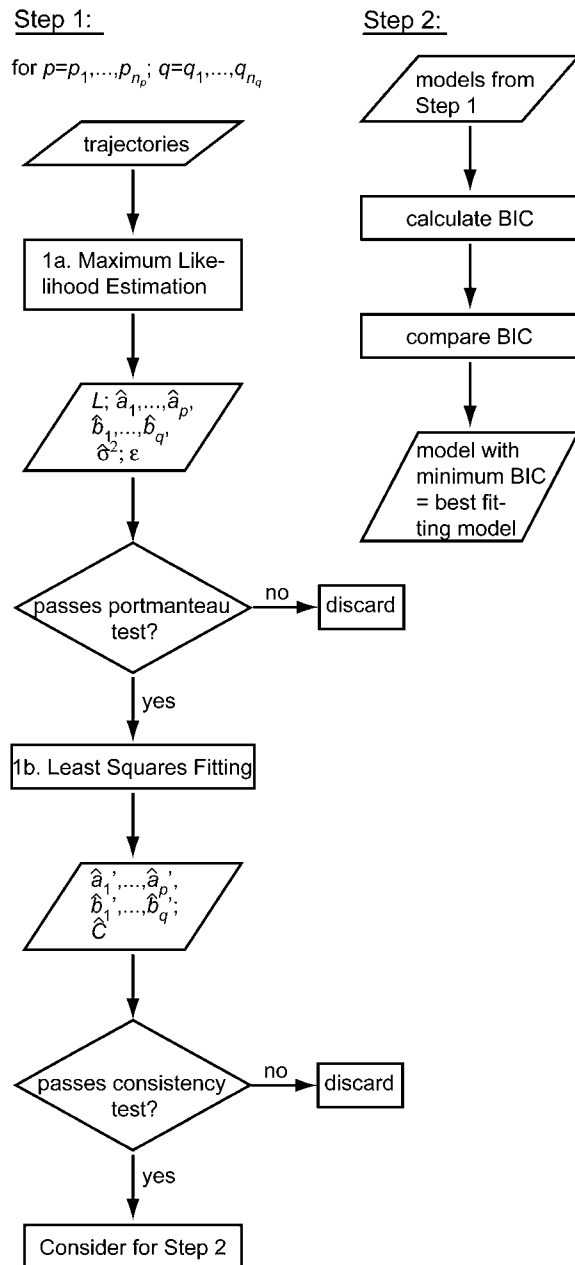 Step 1:
for p=p₁,...,pₙₚ; q=q₁,...,qₙ_q
trajectories
1a. Maximum Like-
lihood Estimation
L; â₁,...,âₚ,
b̂₁,...,b̂_q,
σ̂²; ε
passes portmanteau
test?
no
discard
yes
1b. Least Squares Fitting
â₁',...,âₚ',
b̂₁',...,b̂_q';
Ĉ
passes consistency
test?
no
discard
yes
Consider for Step 2
Step 2:
models from
Step 1
calculate BIC
compare BIC
model with
minimum BIC
= best fit-
ting model